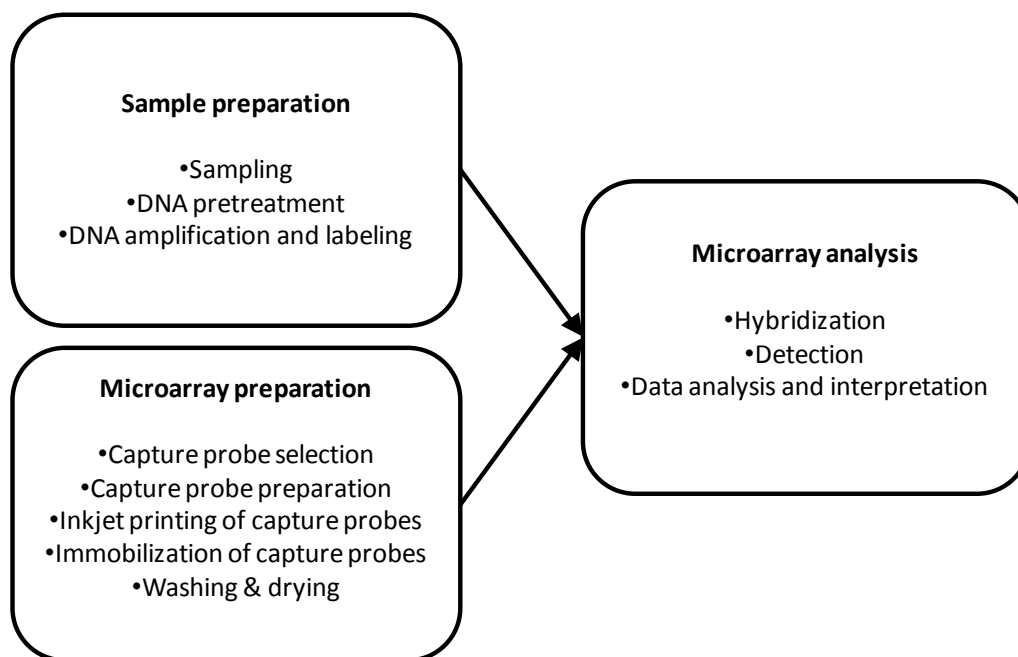 Sample preparation
•Sampling
•DNA pretreatment
•DNA amplification and labeling
Microarray preparation
•Capture probe selection
•Capture probe preparation
•Inkjet printing of capture probes
•Immobilization of capture probes
•Washing & drying
Microarray analysis
•Hybridization
•Detection
•Data analysis and interpretation